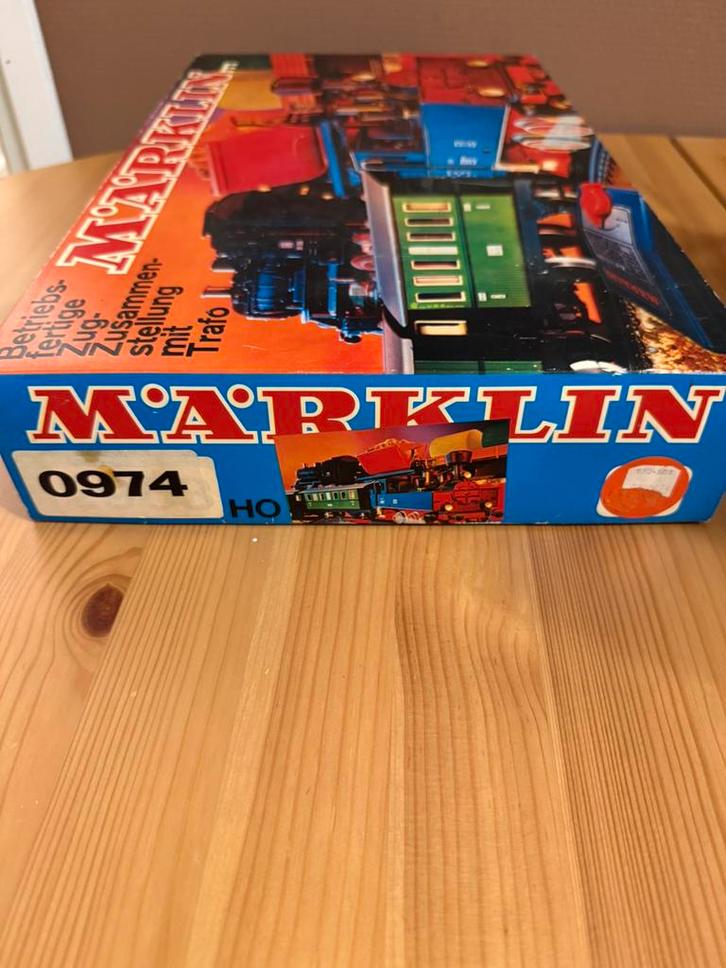 MÄRKLIN
Betriebs-
fertige
Zug-
Zusammen-
stellung
mit
Trafo
MÄRKLIN
0974
HO